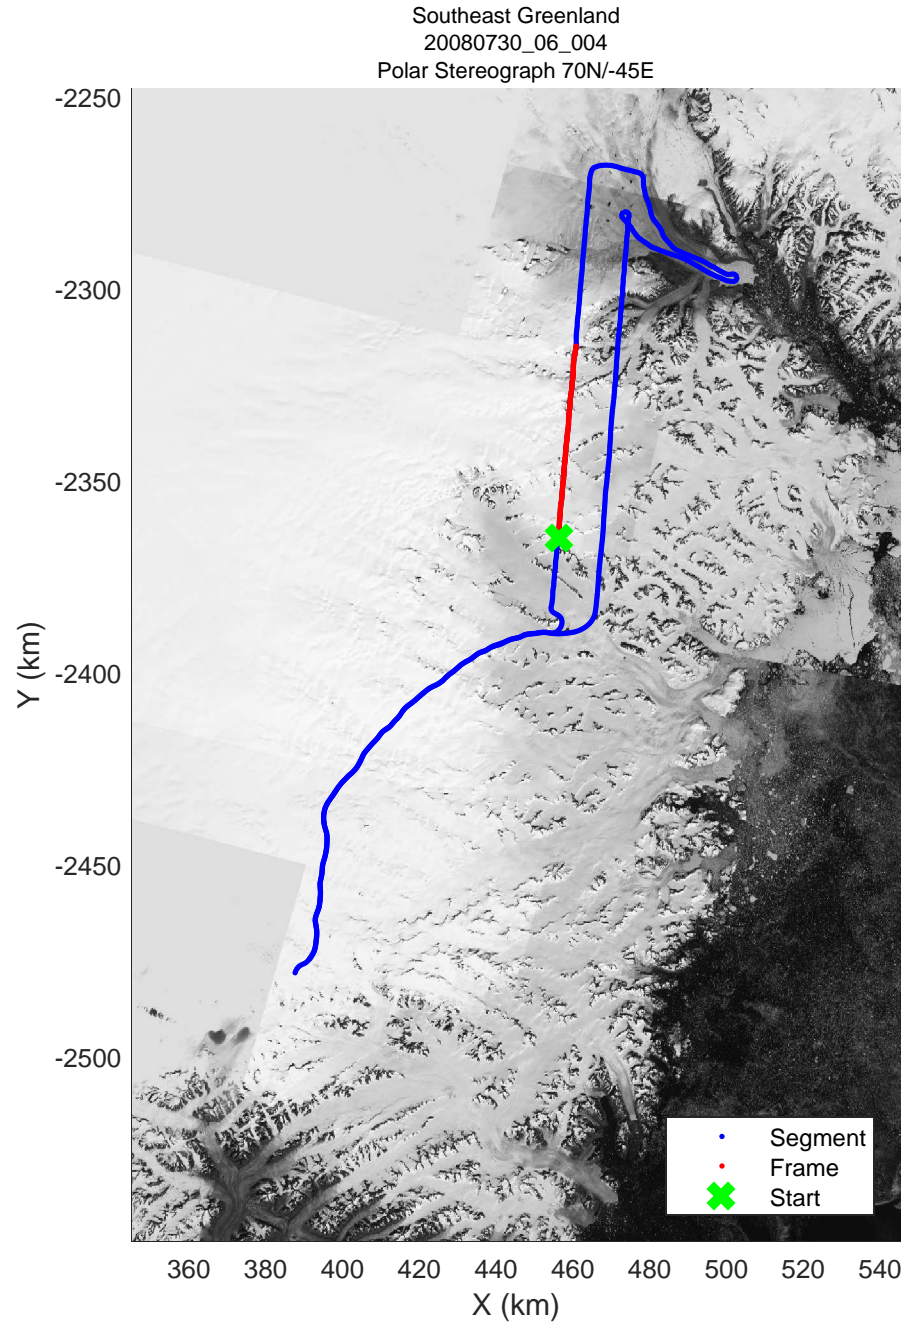 Southeast Greenland
20080730_06_004
Polar Stereograph 70N/-45E
-2250
-2300
-2350
-2400
-2450
-2500
Y (km)
360 380 400 420 440 460 480 500 520 540
X (km)
Segment
Frame
Start